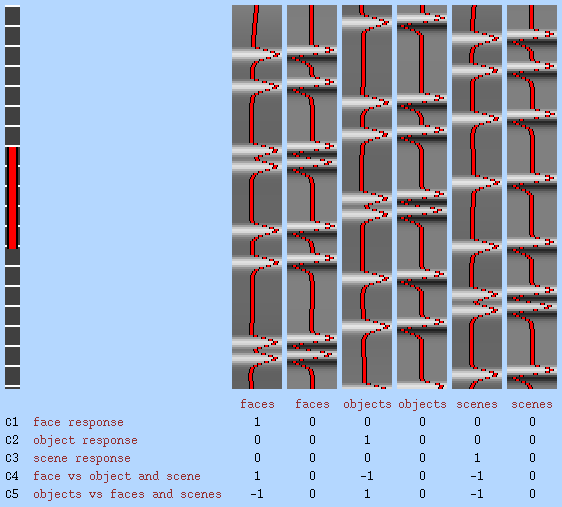 faces faces objects objects scenes scenes
C1 face response 1 0 0 0 0 0
C2 object response 0 0 1 0 0 0
C3 scene response 0 0 0 0 1 0
C4 face vs object and scene 1 0 -1 0 -1 0
C5 objects vs faces and scenes -1 0 1 0 -1 0